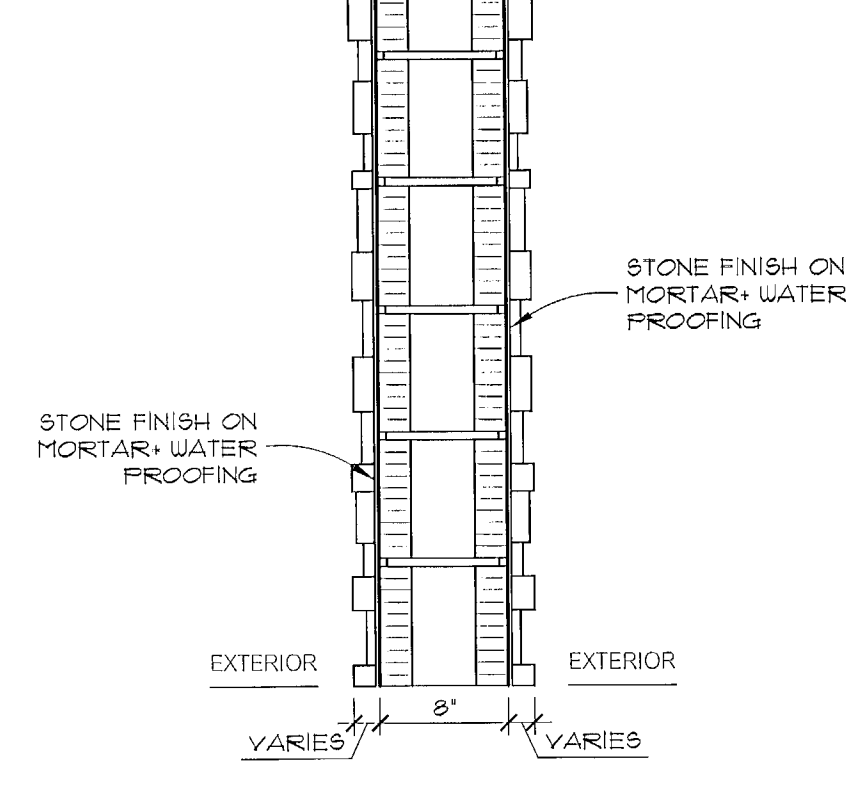 STONE FINISH ON
MORTAR+ WATER
PROOFING
STONE FINISH ON
MORTAR+ WATER
PROOFING
EXTERIOR
EXTERIOR
8"
VARIES
VARIES